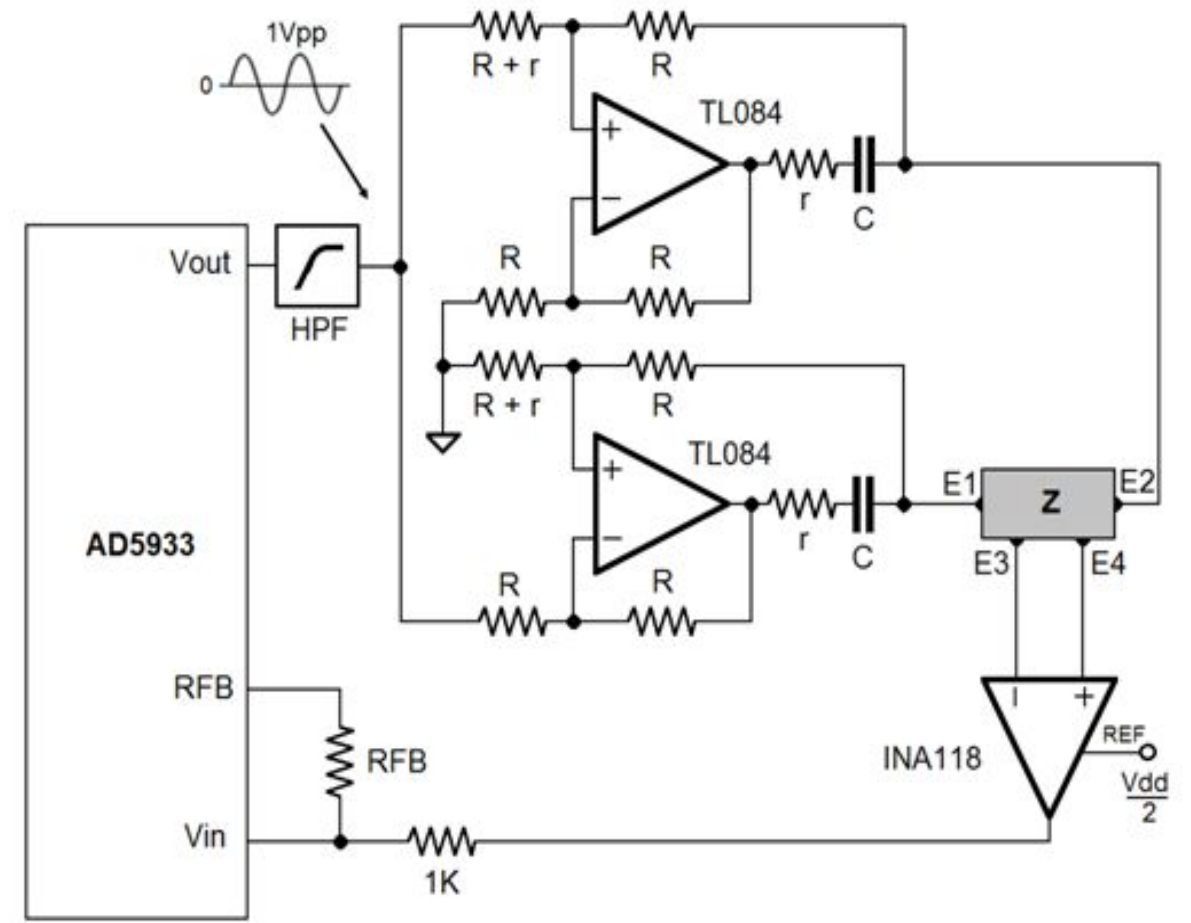 1Vpp
0
R + r
R
TL084
+
−
r
C
R
R
Vout
HPF
R + r
R
TL084
+
−
r
C
R
R
E1
Z
E2
E3
E4
AD5933
RFB
RFB
−
+
INA118
REF
Vdd
2
Vin
1K